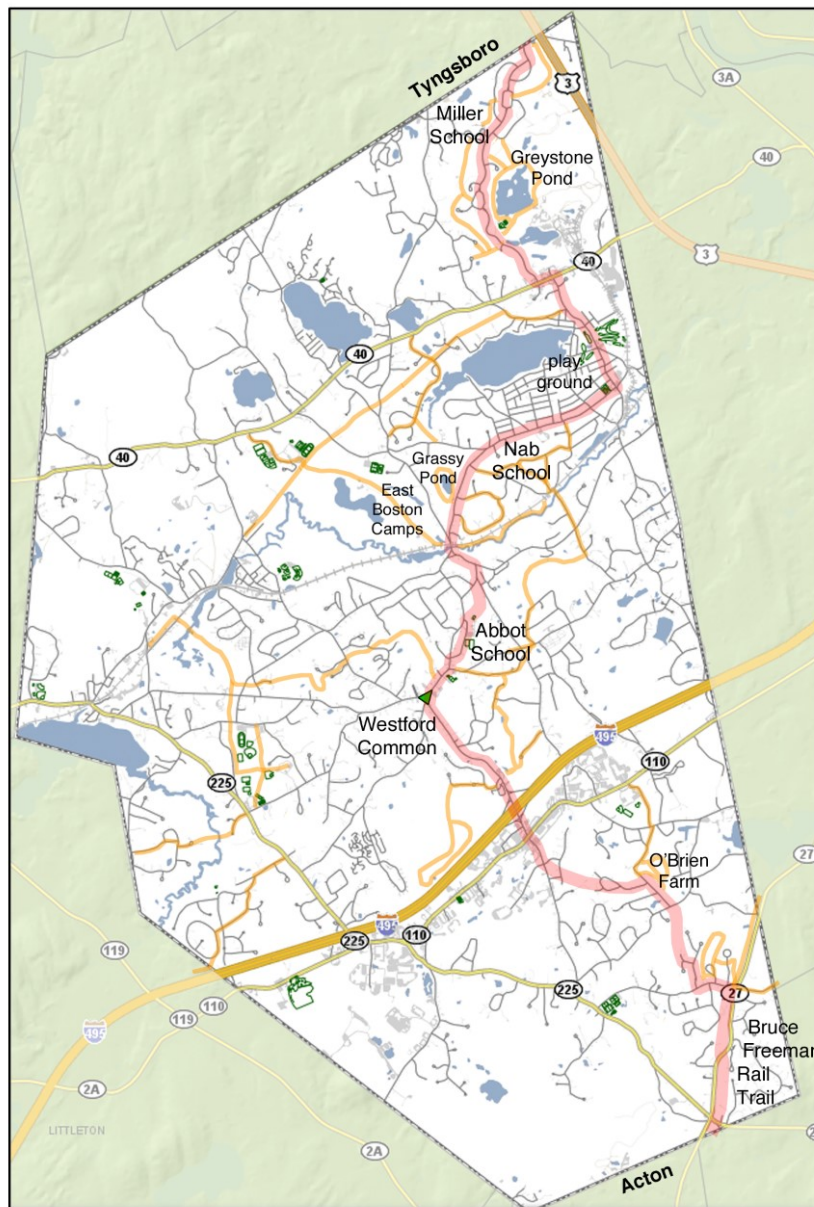 Tyngsboro
3
3A
Miller
School
Greystone
Pond
40
3
40
40
play
ground
40
Grassy
Pond
Nab
School
East
Boston
Camps
Abbot
School
Westford
Common
495
110
225
O'Brien
Farm
27
495
225
110
119
225
27
495
119
110
Bruce
Freeman
Rail
Trail
2A
LITTLETON
2A
Acton